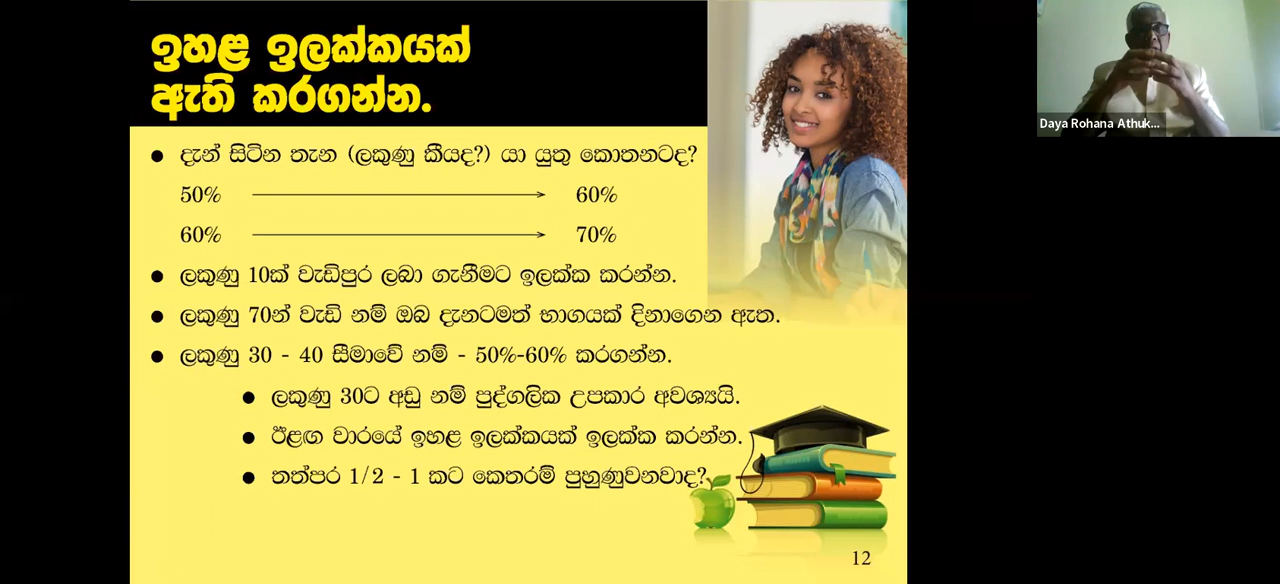 ඉහළ ඉලක්කයක්
ඇති කරගන්න.
● දැන් සිටින තැන (ලකුණු කීයද?) යා යුතු කොතනටද?
50% → 60%
60% → 70%
● ලකුණු 10ක් වැඩිපුර ලබා ගැනීමට ඉලක්ක කරන්න.
● ලකුණු 70න් වැඩි නම් ඔබ දැනටමත් භාගයක් දිනාගෙන ඇත.
● ලකුණු 30 - 40 සීමාවේ නම් - 50%-60% කරගන්න.
● ලකුණු 30ට අඩු නම් පුද්ගලික උපකාර අවශ්‍යයි.
● ඊළඟ වාරයේ ඉහළ ඉලක්කයක් ඉලක්ක කරන්න.
● තත්පර 1/2 - 1 කට කෙතරම් පුහුණුවනවාද?
12
Daya Rohana Athuk...